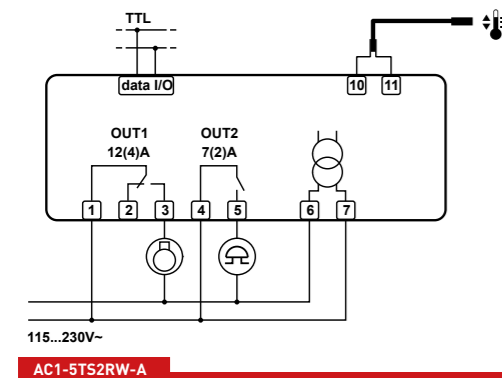 TTL
data I/O
10 11
OUT1 OUT2
12(4)A 7(2)A
1 2 3 4 5 6 7
115...230V~
AC1-5TS2RW-A